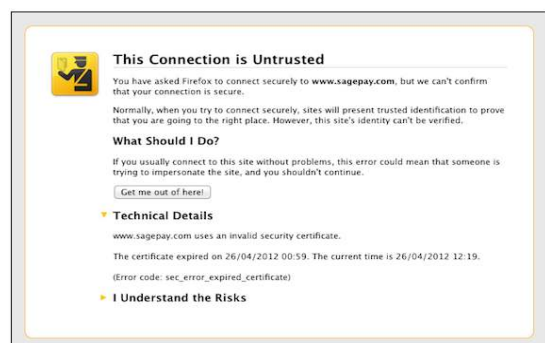 This Connection is Untrusted
You have asked Firefox to connect securely to www.sagepay.com, but we can't confirm
that your connection is secure.
Normally, when you try to connect securely, sites will present trusted identification to prove
that you are going to the right place. However, this site's identity can't be verified.
What Should I Do?
If you usually connect to this site without problems, this error could mean that someone is
trying to impersonate the site, and you shouldn't continue.
Get me out of here!
Technical Details
www.sagepay.com uses an invalid security certificate.
The certificate expired on 26/04/2012 00:59. The current time is 26/04/2012 12:19.
(Error code: sec_error_expired_certificate)
I Understand the Risks